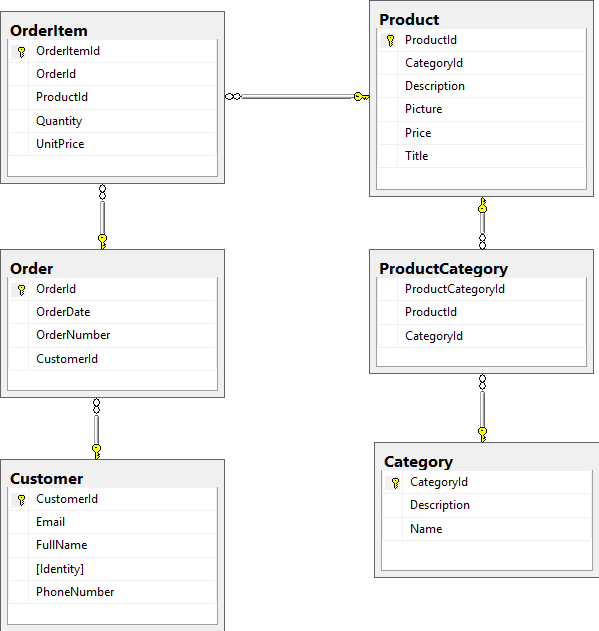 OrderItem
OrderItemId
OrderId
ProductId
Quantity
UnitPrice
Product
ProductId
CategoryId
Description
Picture
Price
Title
Order
OrderId
OrderDate
OrderNumber
CustomerId
ProductCategory
ProductCategoryId
ProductId
CategoryId
Customer
CustomerId
Email
FullName
[Identity]
PhoneNumber
Category
CategoryId
Description
Name